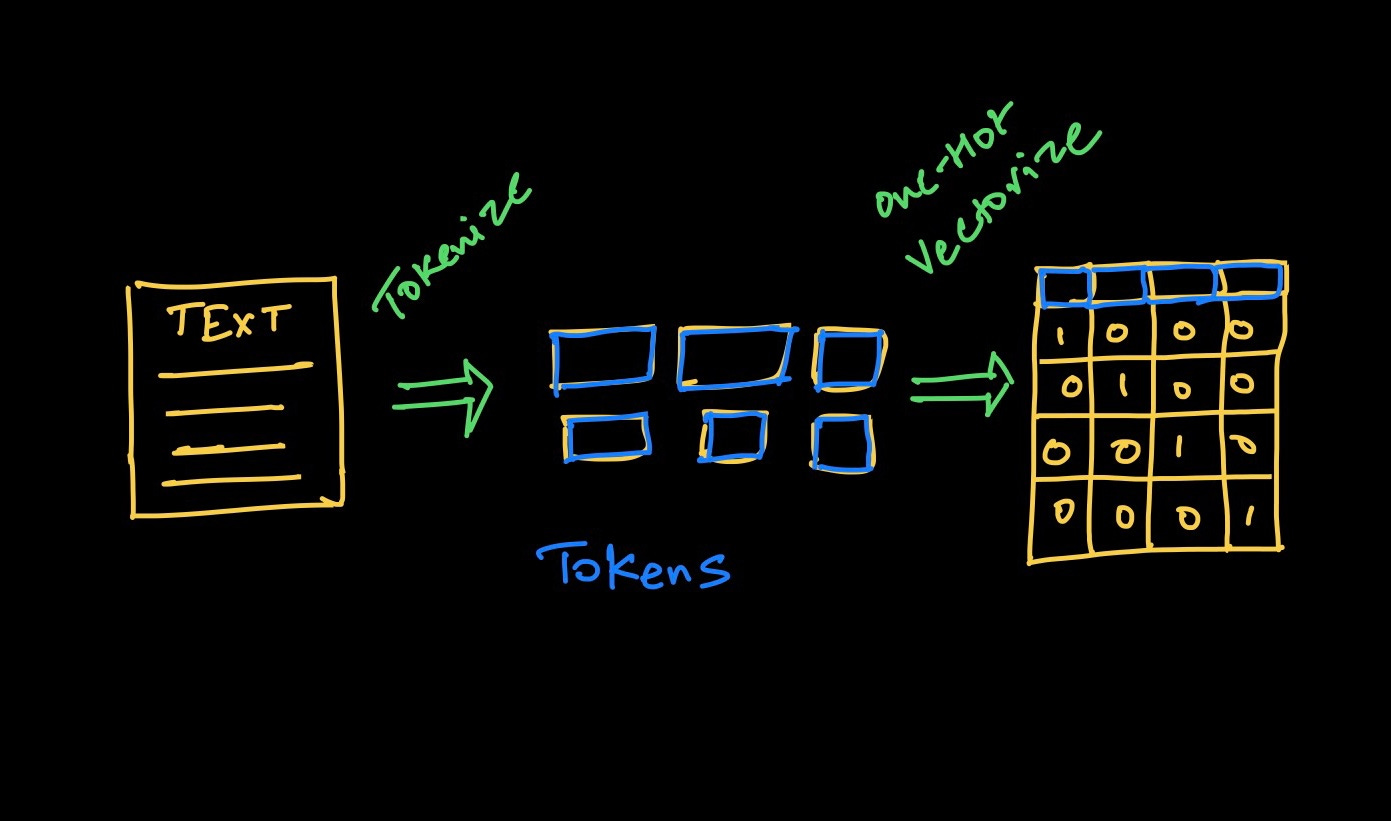 TExT
Tokenize
Tokens
one-Hot
Vectorize
1 0 0 0
0 1 0 0
0 0 1 0
0 0 0 1